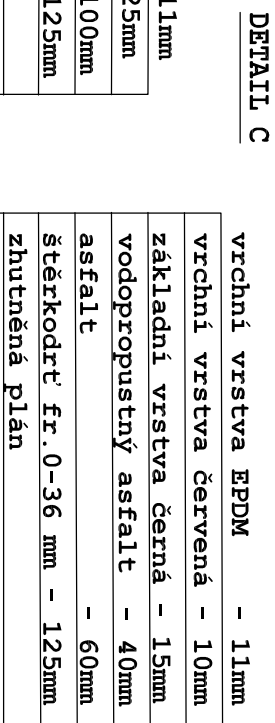 DETAIL C
11mm
25mm
100mm
125mm
vrchní vrstva EPDM - 11mm
vrchní vrstva červená - 10mm
základní vrstva černá - 15mm
vodopropustný asfalt - 40mm
asfalt - 60mm
štěrkodrť fr.0-36 mm - 125mm
zhutněná pláň